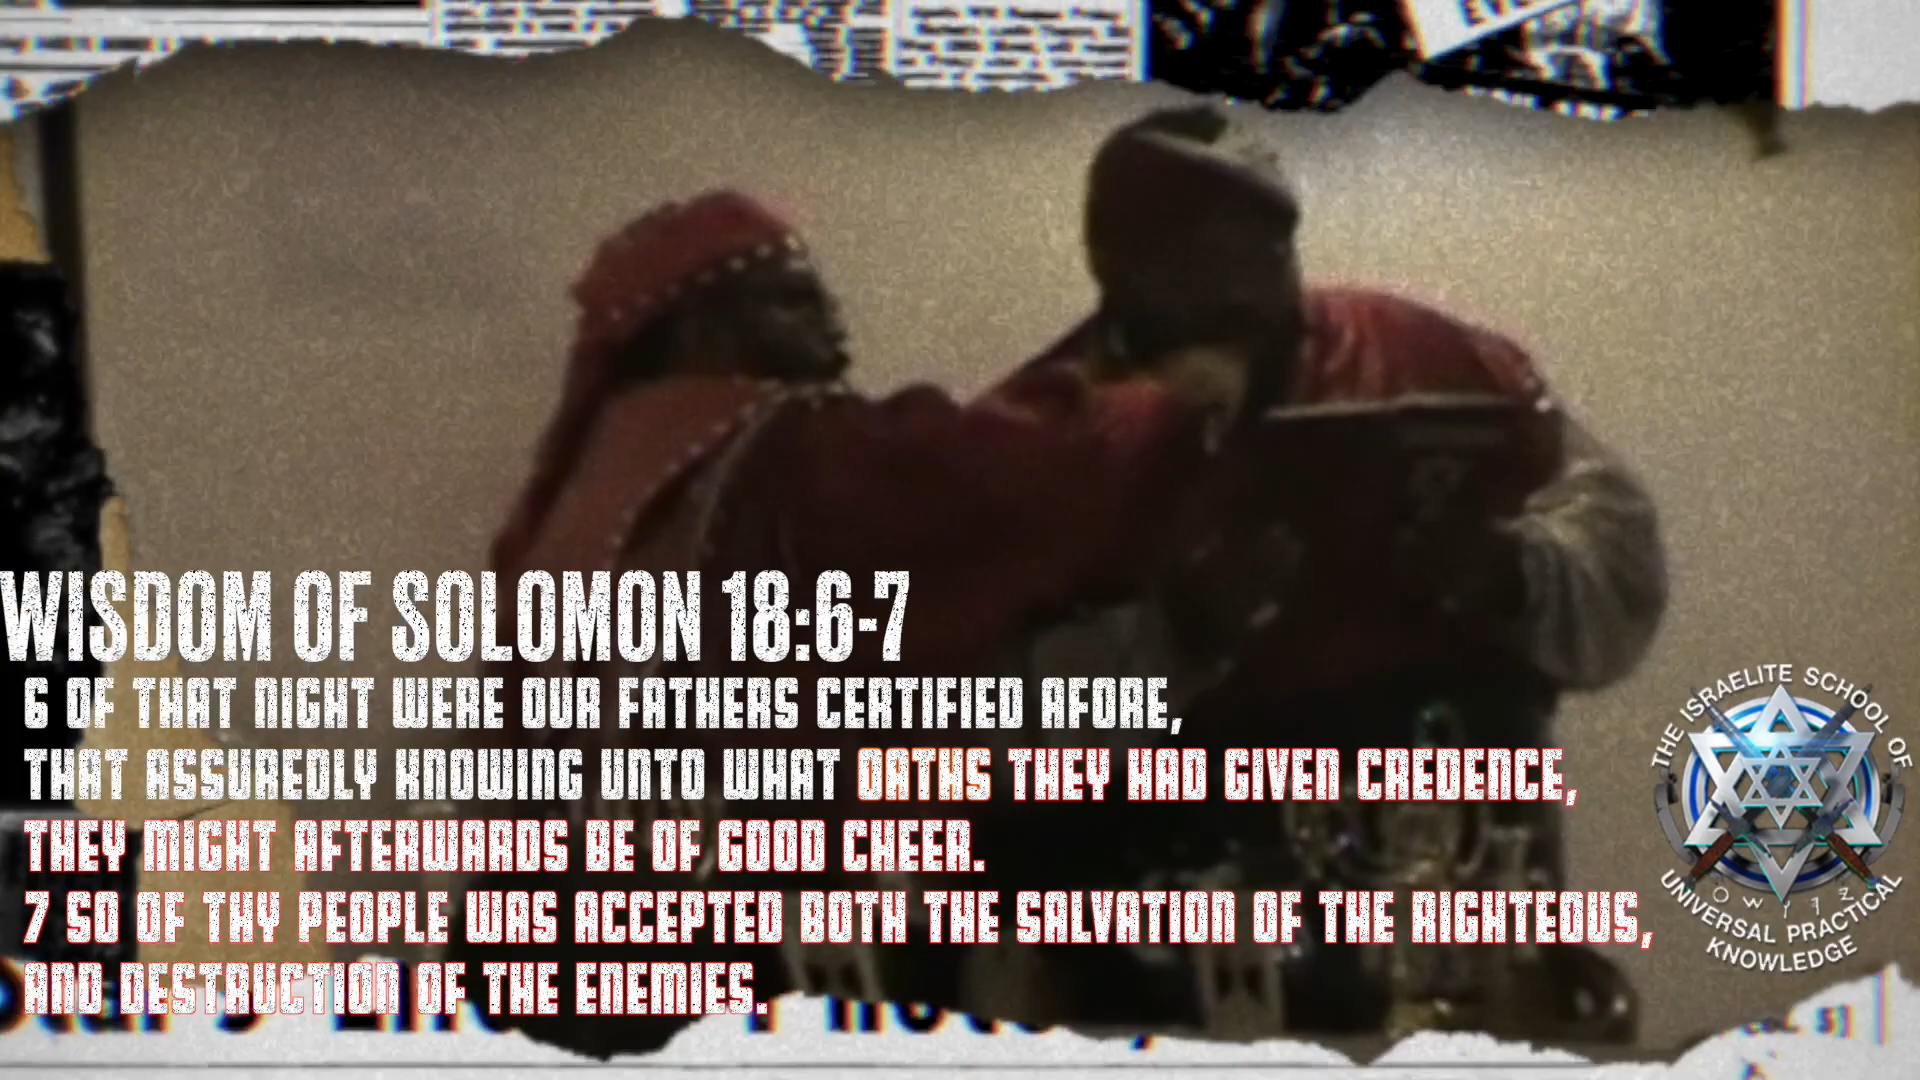 WISDOM OF SOLOMON 18:6-7
6 OF THAT NIGHT WERE OUR FATHERS CERTIFIED AFORE,
THAT ASSUREDLY KNOWING UNTO WHAT OATHS THEY HAD GIVEN CREDENCE,
THEY MIGHT AFTERWARDS BE OF GOOD CHEER.
7 SO OF THY PEOPLE WAS ACCEPTED BOTH THE SALVATION OF THE RIGHTEOUS,
AND DESTRUCTION OF THE ENEMIES.
THE ISRAELITE SCHOOL OF
UNIVERSAL PRACTICAL
KNOWLEDGE